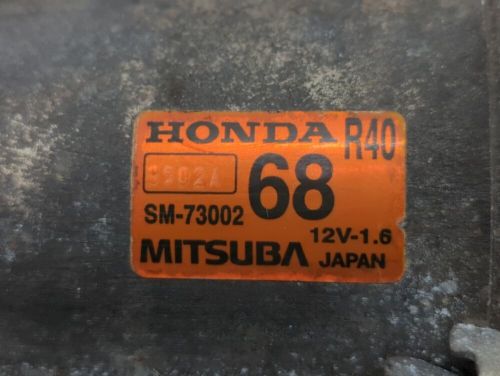 HONDA R40
68
SM-73002
12V-1.6
MITSUBA JAPAN